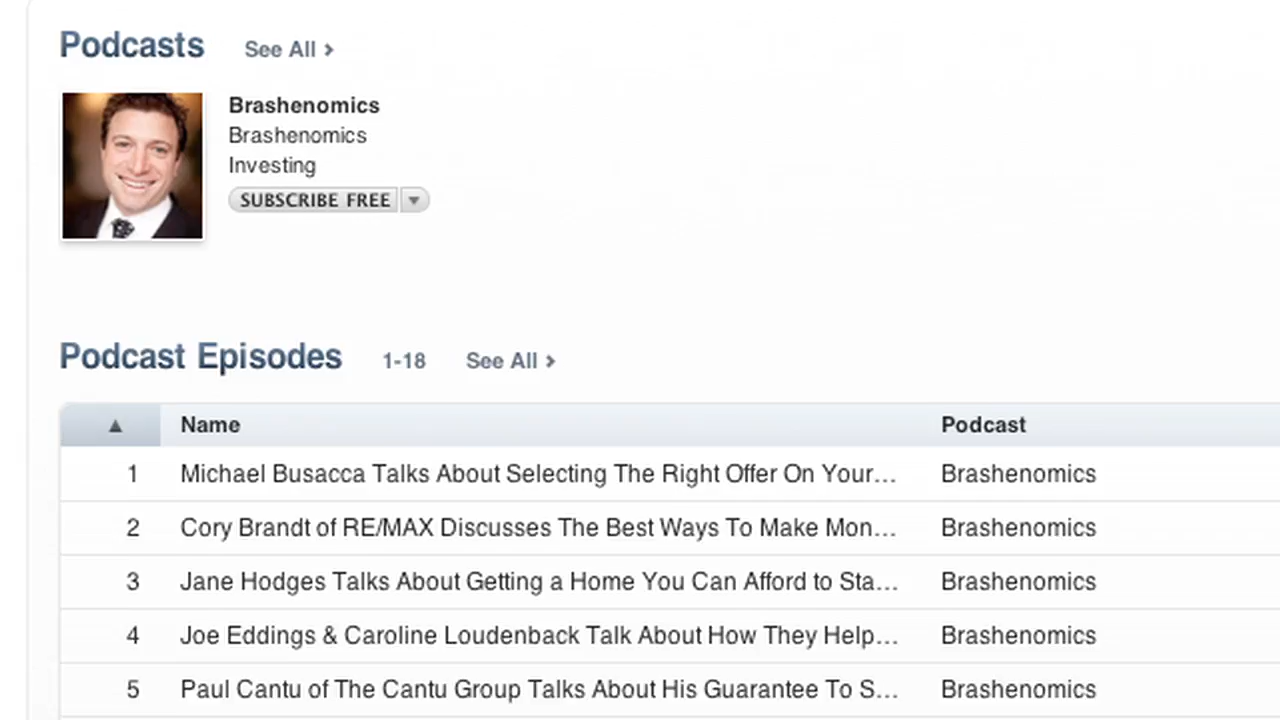 Podcasts See All >
Brashenomics
Brashenomics
Investing
SUBSCRIBE FREE
Podcast Episodes 1-18 See All >
Name Podcast
1 Michael Busacca Talks About Selecting The Right Offer On Your... Brashenomics
2 Cory Brandt of RE/MAX Discusses The Best Ways To Make Mon... Brashenomics
3 Jane Hodges Talks About Getting a Home You Can Afford to Sta... Brashenomics
4 Joe Eddings & Caroline Loudenback Talk About How They Help... Brashenomics
5 Paul Cantu of The Cantu Group Talks About His Guarantee To S... Brashenomics